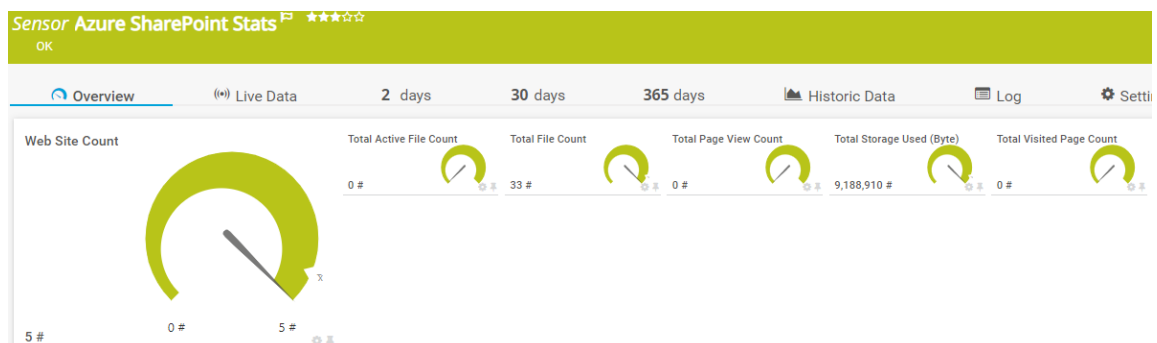 Sensor Azure SharePoint Stats
OK
Overview
Live Data
2 days
30 days
365 days
Historic Data
Log
Setti
Web Site Count
0 #
5 #
5 #
Total Active File Count
0 #
Total File Count
33 #
Total Page View Count
0 #
Total Storage Used (Byte)
9,188,910 #
Total Visited Page Count
0 #